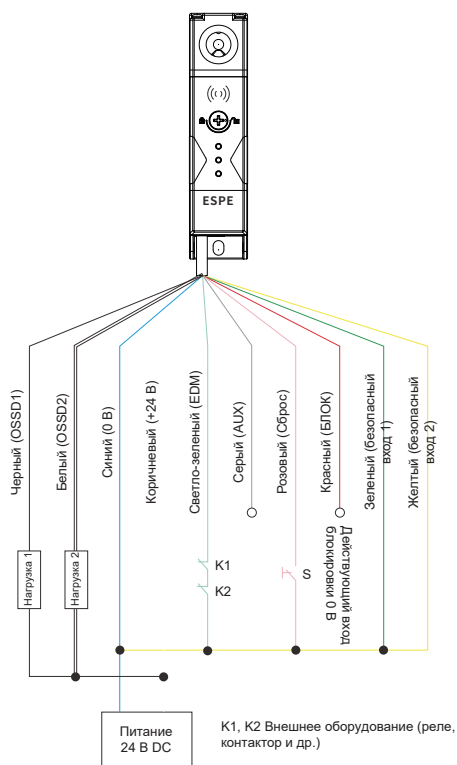 ESPE
Черный (OSSD1)
Белый (OSSD2)
Синий (0 В)
Коричневый (+24 В)
Светло-зеленый (EDM)
Серый (AUX)
Розовый (Сброс)
Красный (БЛОК)
Зеленый (безопасный
вход 1)
Желтый (безопасный
вход 2)
Нагрузка 1
Нагрузка 2
K1
K2
S
Действующий вход
блокировки 0 В
Питание
24 В DC
K1, K2 Внешнее оборудование (реле,
контактор и др.)